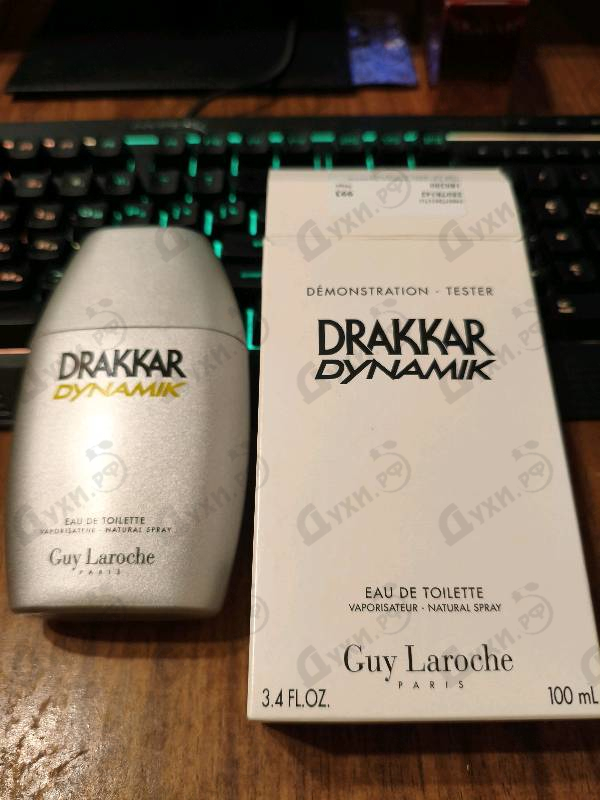 DRAKKAR
DYNAMIK
EAU DE TOILETTE
VAPORISATEUR - NATURAL SPRAY
Guy Laroche
PARIS
993
DÉMONSTRATION - TESTER
DRAKKAR
DYNAMIK
EAU DE TOILETTE
VAPORISATEUR - NATURAL SPRAY
Guy Laroche
PARIS
3.4 FL.OZ.
100 mL
Духи.рф